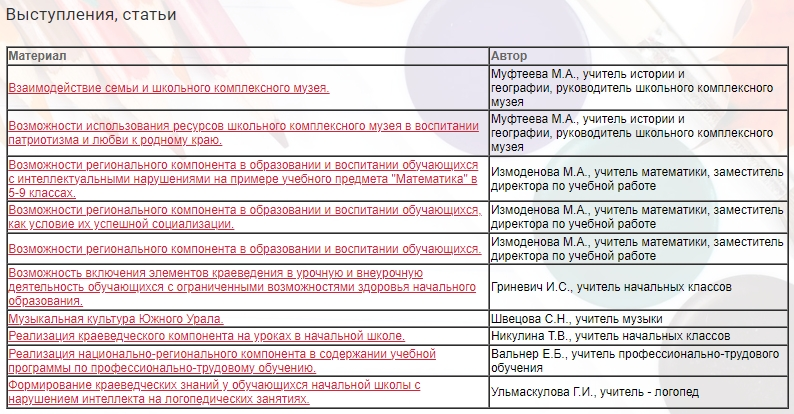 Выступления, статьи
Материал
Автор
Взаимодействие семьи и школьного комплексного музея.
Муфтеева М.А., учитель истории и
географии, руководитель школьного комплексного
музея
Возможности использования ресурсов школьного комплексного музея в воспитании
патриотизма и любви к родному краю.
Муфтеева М.А., учитель истории и
географии, руководитель школьного комплексного
музея
Возможности регионального компонента в образовании и воспитании обучающихся
с интеллектуальными нарушениями на примере учебного предмета "Математика" в
5-9 классах.
Измоденова М.А., учитель математики, заместитель
директора по учебной работе
Возможности регионального компонента в образовании и воспитании обучающихся,
как условие их успешной социализации.
Измоденова М.А., учитель математики, заместитель
директора по учебной работе
Возможности регионального компонента в образовании и воспитании обучающихся.
Измоденова М.А., учитель математики, заместитель
директора по учебной работе
Возможность включения элементов краеведения в урочную и внеурочную
деятельность обучающихся с ограниченными возможностями здоровья начального
образования.
Гриневич И.С., учитель начальных классов
Музыкальная культура Южного Урала.
Швецова С.Н., учитель музыки
Реализация краеведческого компонента на уроках в начальной школе.
Никулина Т.В., учитель начальных классов
Реализация национально-регионального компонента в содержании учебной
программы по профессионально-трудовому обучению.
Вальнер Е.Б., учитель профессионально-трудового
обучения
Формирование краеведческих знаний у обучающихся начальной школы с
нарушением интеллекта на логопедических занятиях.
Ульмаскулова Г.И., учитель - логопед